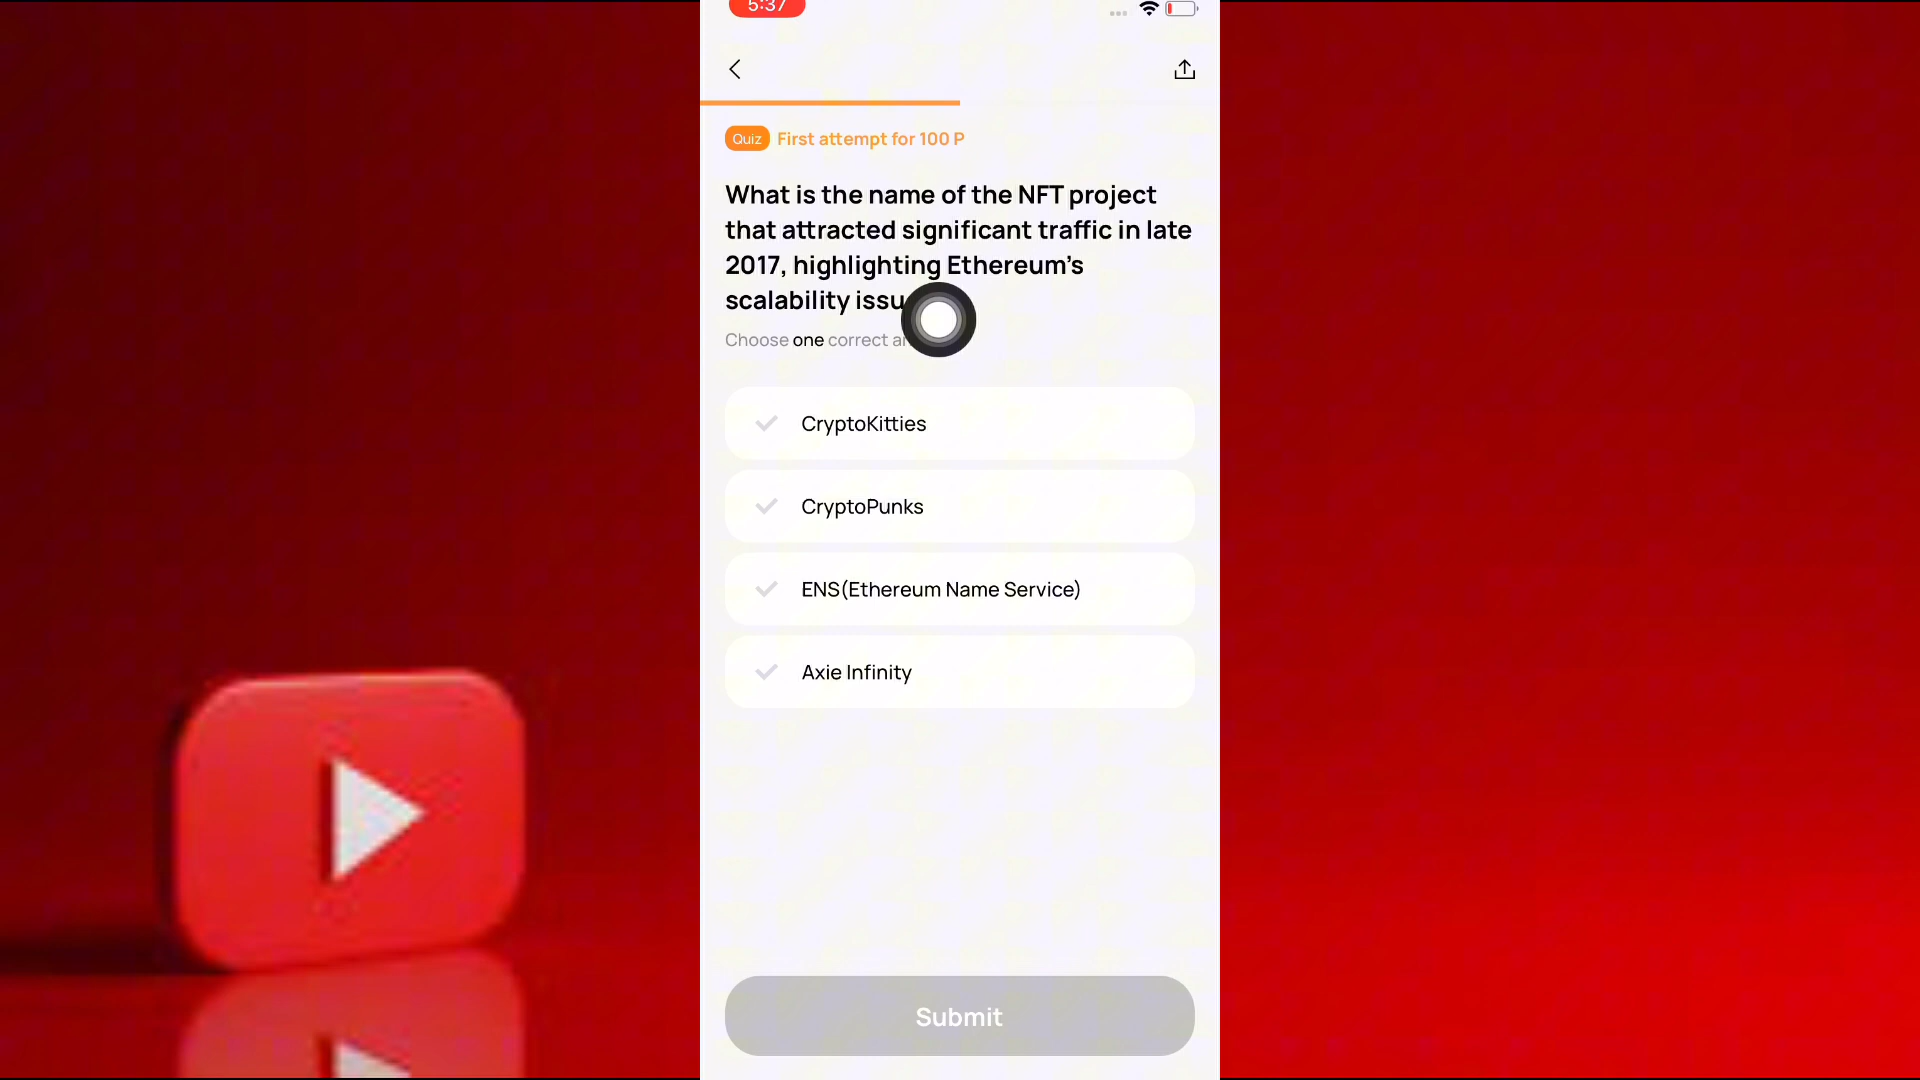 5:37
Quiz First attempt for 100 P
What is the name of the NFT project
that attracted significant traffic in late
2017, highlighting Ethereum's
scalability
Choose one correct
CryptoKitties
CryptoPunks
ENS(Ethereum Name Service)
Axie Infinity
Submit